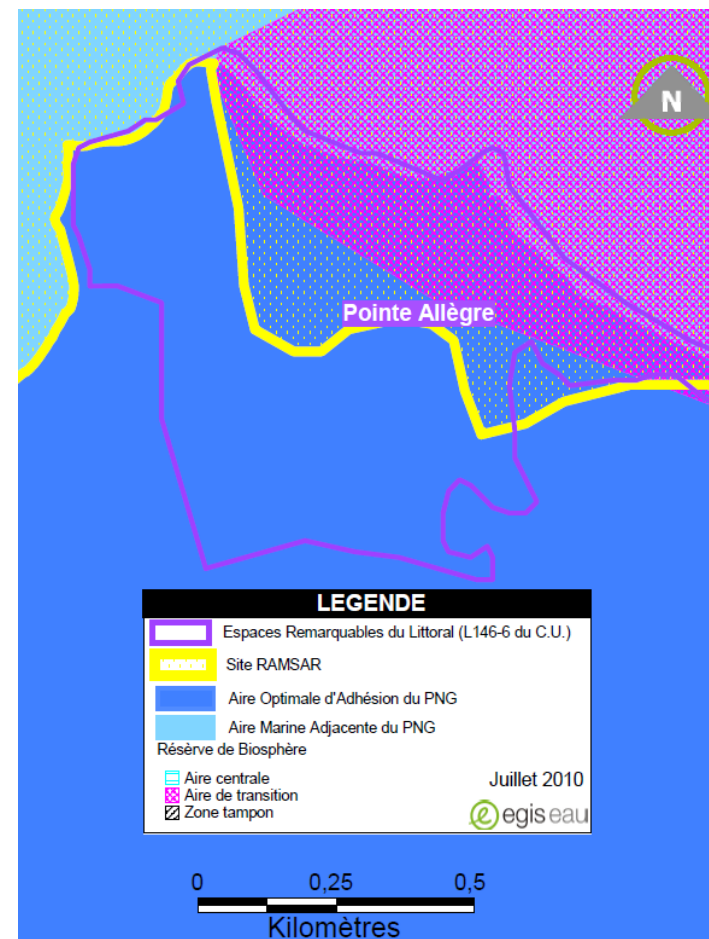 N
Pointe Allègre
LEGENDE
Espaces Remarquables du Littoral (L146-6 du C.U.)
Site RAMSAR
Aire Optimale d'Adhésion du PNG
Aire Marine Adjacente du PNG
Résèrve de Biosphère
Aire centrale
Aire de transition
Zone tampon
Juillet 2010
e egis eau
0 0,25 0,5
Kilomètres